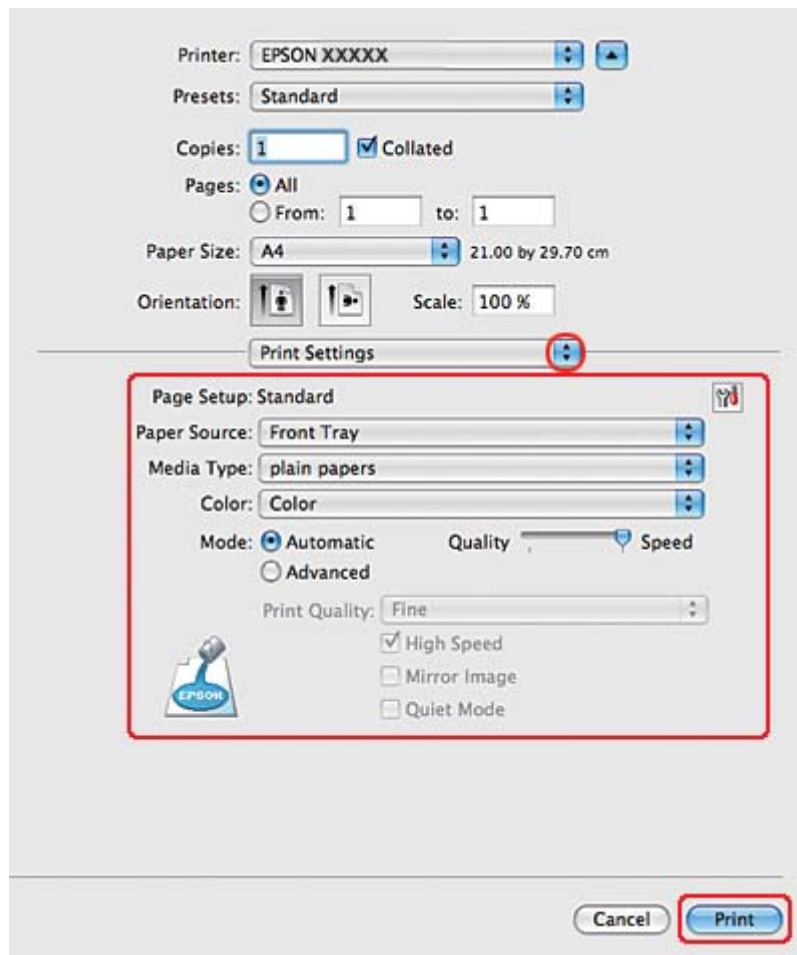 Printer: EPSON XXXXX
Presets: Standard
Copies: 1 Collated
Pages: All
From: 1 to: 1
Paper Size: A4 21.00 by 29.70 cm
Orientation: Scale: 100 %
Print Settings
Page Setup: Standard
Paper Source: Front Tray
Media Type: plain papers
Color: Color
Mode: Automatic Quality Speed
Advanced
Print Quality: Fine
High Speed
Mirror Image
EPSON
Quiet Mode
Cancel Print